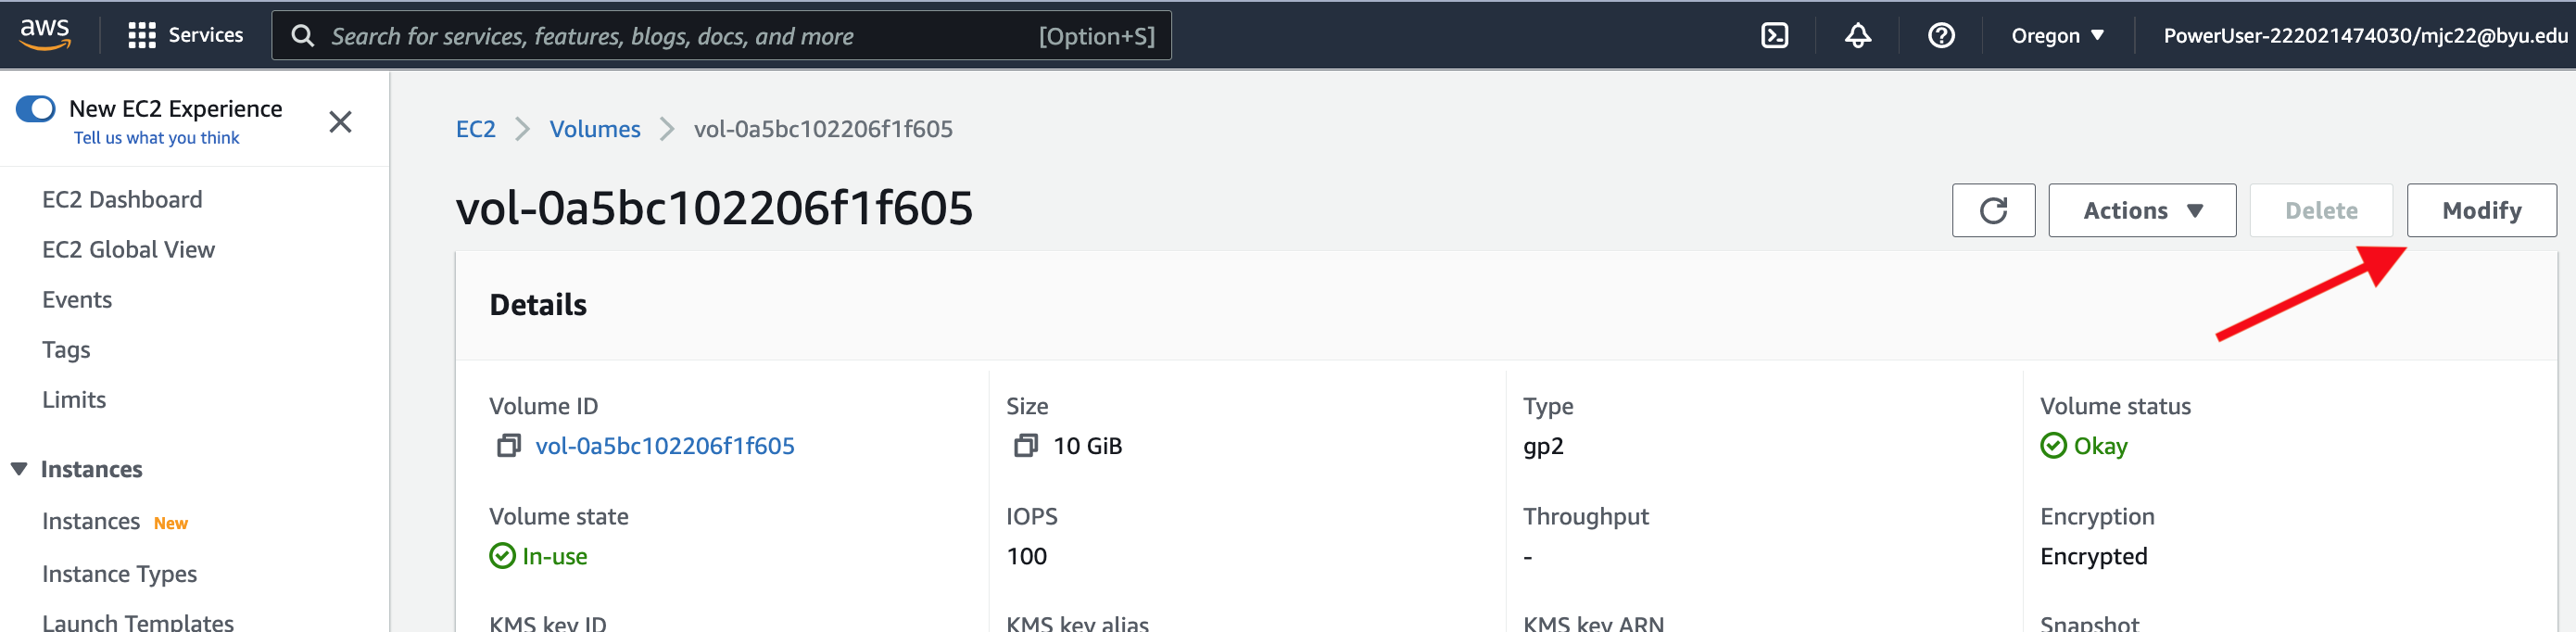 aws Services Search for services, features, blogs, docs, and more [Option+S] Oregon PowerUser-222021474030/mjc22@byu.edu
New EC2 Experience
Tell us what you think
EC2 Dashboard
EC2 Global View
Events
Tags
Limits
Instances
Instances New
Instance Types
Launch Templates
EC2 Volumes vol-0a5bc102206f1f605
vol-0a5bc102206f1f605
Actions Delete Modify
Details
Volume ID Size Type Volume status
vol-0a5bc102206f1f605 10 GiB gp2 Okay
Volume state IOPS Throughput Encryption
In-use 100 - Encrypted
KMS key ID KMS key alias KMS key ARN Snapshot